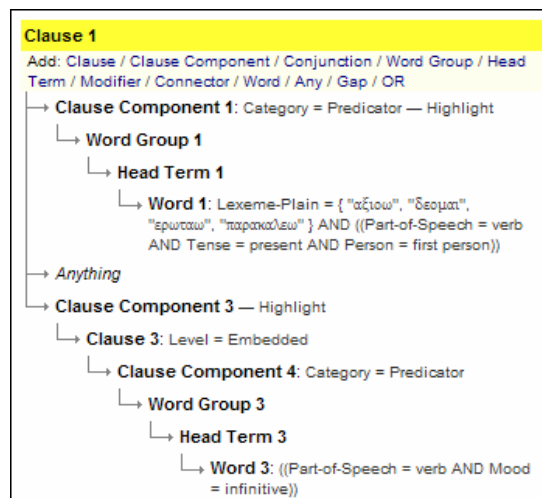 Clause 1
Add: Clause / Clause Component / Conjunction / Word Group / Head
Term / Modifier / Connector / Word / Any / Gap / OR
Clause Component 1: Category = Predicator — Highlight
Word Group 1
Head Term 1
Word 1: Lexeme-Plain = { "αξιοω", "δεομαι",
"ερωταω", "παρακαλεω" } AND ((Part-of-Speech = verb
AND Tense = present AND Person = first person))
Anything
Clause Component 3 — Highlight
Clause 3: Level = Embedded
Clause Component 4: Category = Predicator
Word Group 3
Head Term 3
Word 3: ((Part-of-Speech = verb AND Mood
= infinitive))